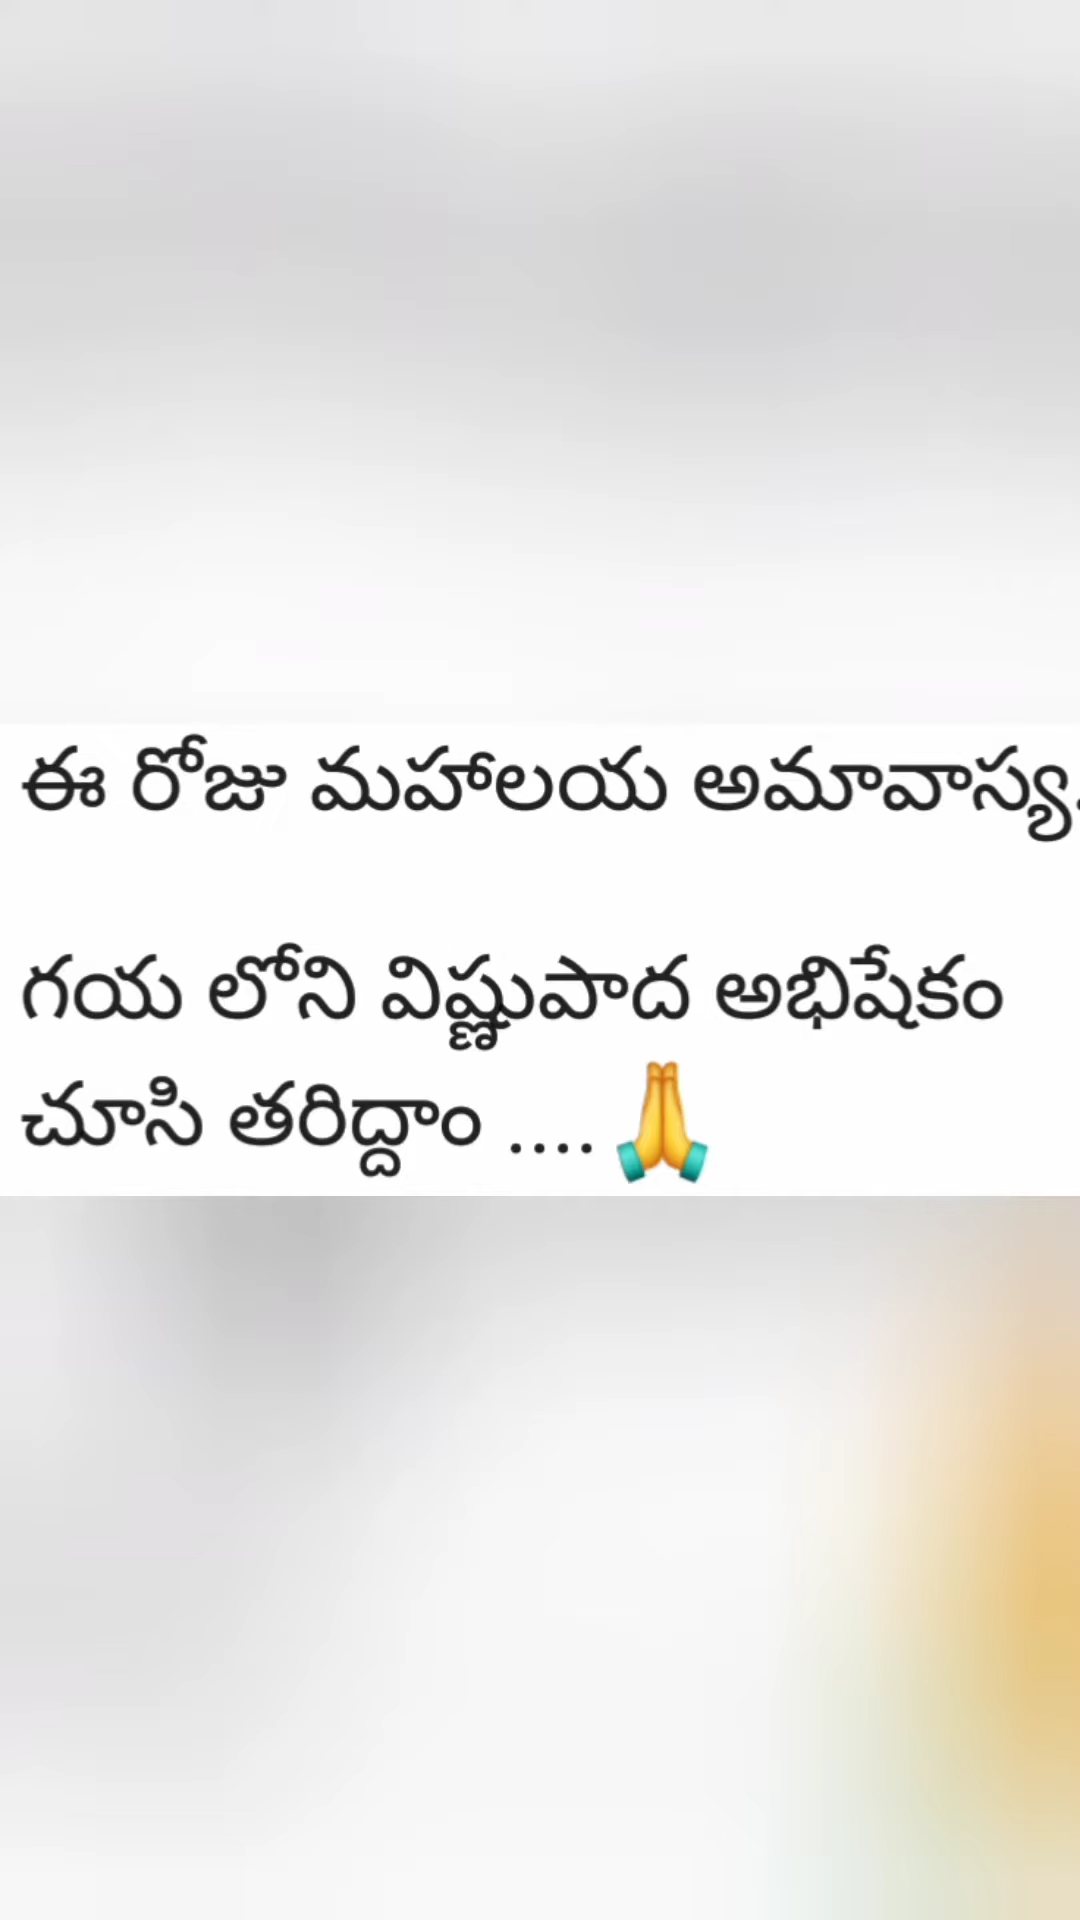 ఈ రోజు మహాలయ అమావాస్య.
గయ లోని విష్ణుపాద అభిషేకం
చూసి తరిద్దాం ....🙏